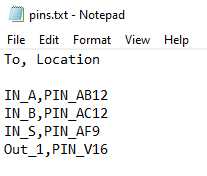 pins.txt - Notepad
File Edit Format View Help
To, Location
IN_A,PIN_AB12
IN_B,PIN_AC12
IN_S,PIN_AF9
Out_1,PIN_V16